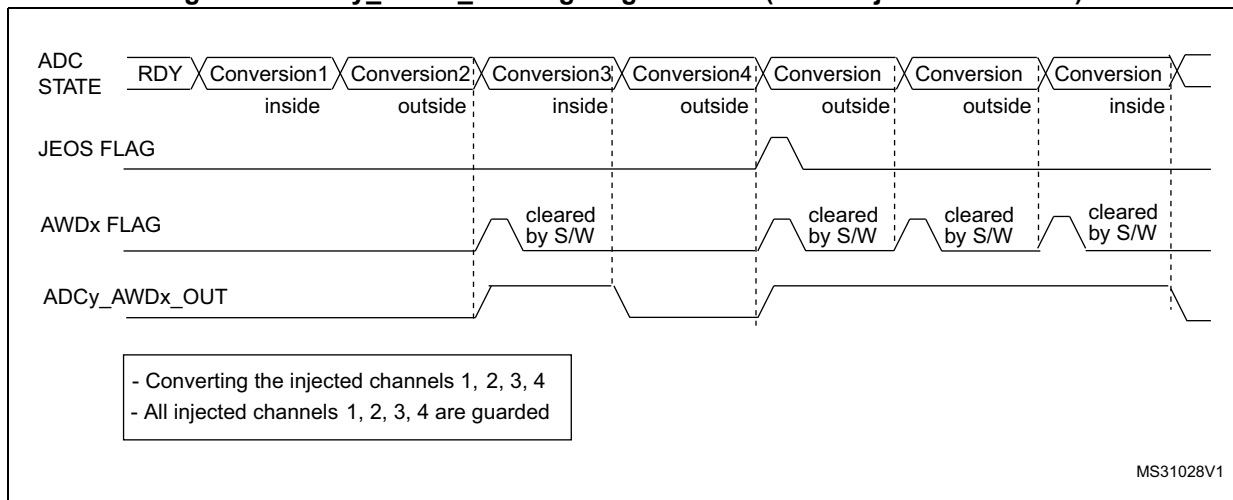 ADC
STATE
RDY Conversion1 Conversion2 Conversion3 Conversion4 Conversion Conversion Conversion
inside outside inside outside outside outside inside
JEOS FLAG
AWDx FLAG
cleared
by S/W
cleared
by S/W
cleared
by S/W
cleared
by S/W
ADCy_AWDx_OUT
- Converting the injected channels 1, 2, 3, 4
- All injected channels 1, 2, 3, 4 are guarded
MS31028V1